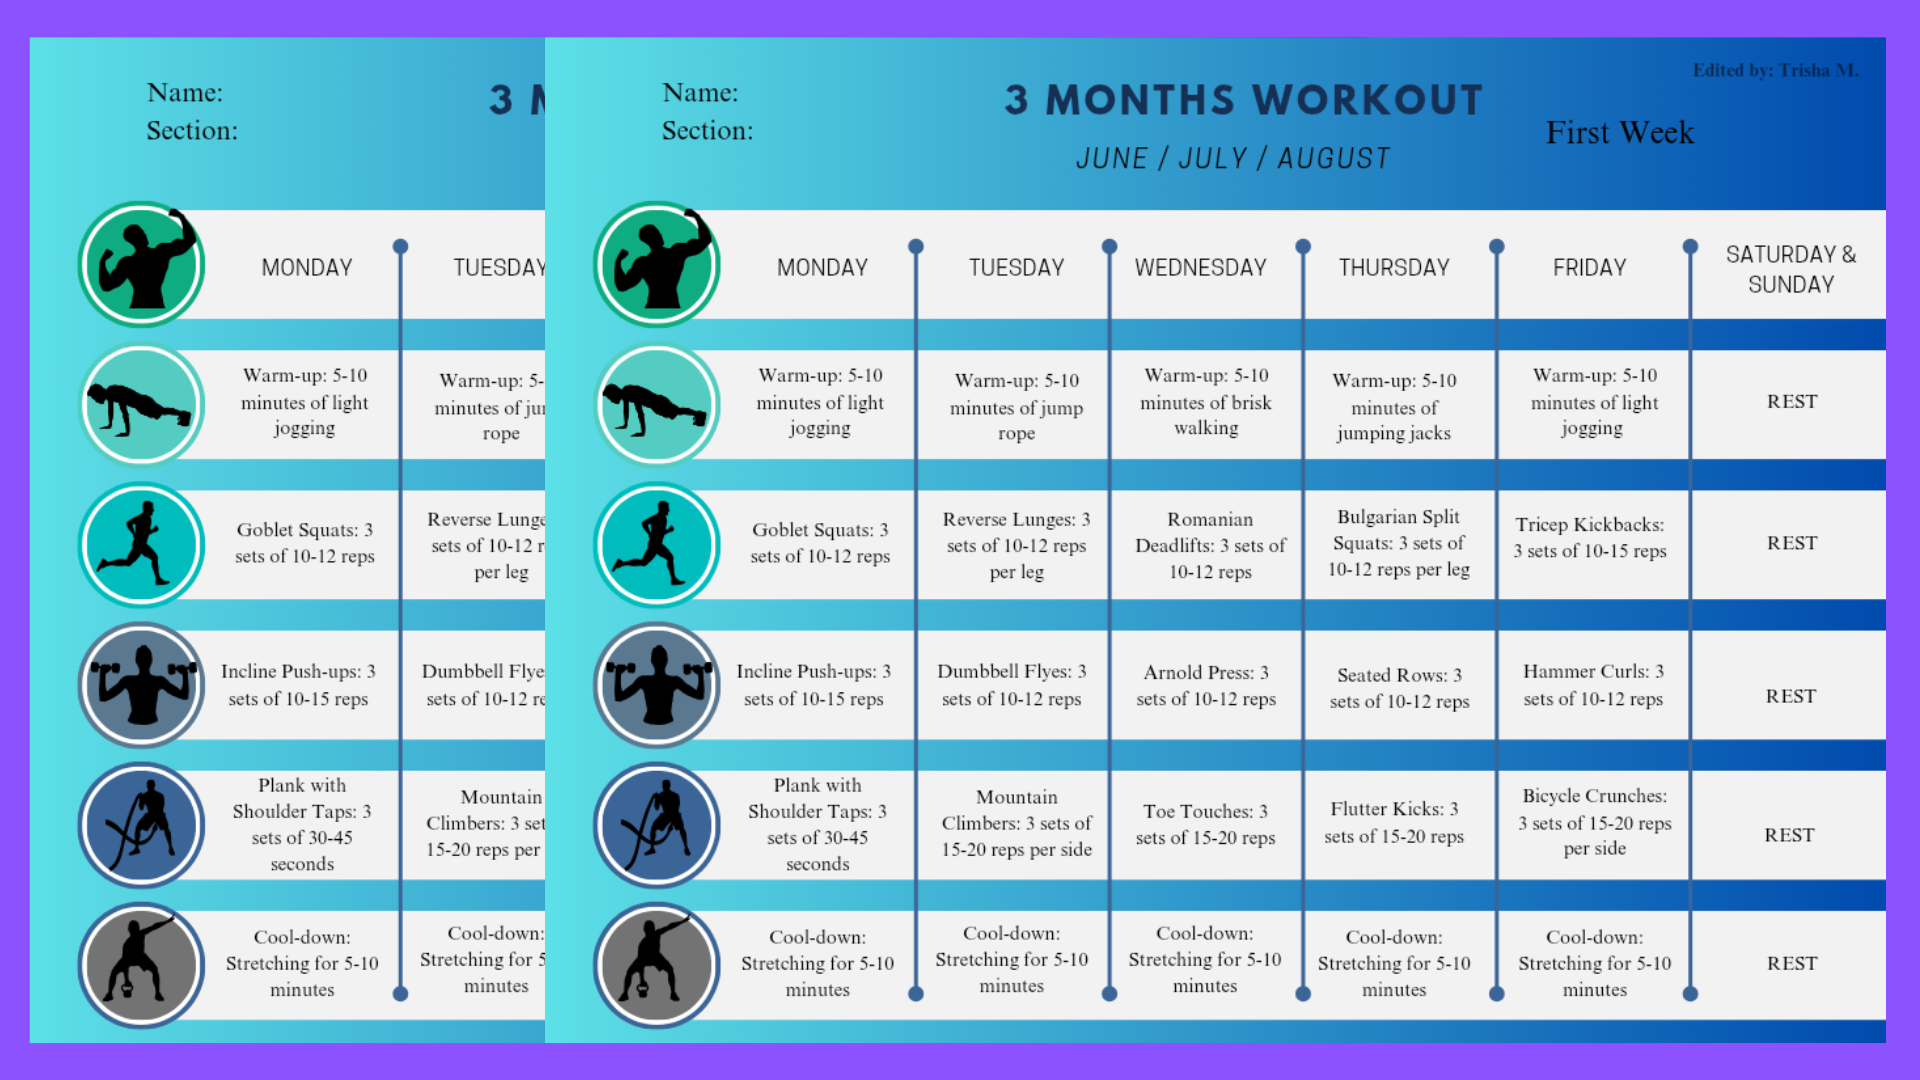 Name:
Section:
3 M
MONDAY
TUESDAY
Warm-up: 5-10
minutes of light
jogging
Warm-up: 5-
minutes of jur
rope
Goblet Squats: 3
sets of 10-12 reps
Reverse Lunge
sets of 10-12 r
per leg
Incline Push-ups: 3
sets of 10-15 reps
Dumbbell Flye
sets of 10-12 re
Plank with
Shoulder Taps: 3
sets of 30-45
seconds
Mountain
Climbers: 3 set
15-20 reps per
Cool-down:
Stretching for 5-10
minutes
Cool-down:
Stretching for 5
minutes
Name:
Section:
3 MONTHS WORKOUT
JUNE / JULY / AUGUST
Edited by: Trisha M.
First Week
MONDAY
TUESDAY
WEDNESDAY
THURSDAY
FRIDAY
SATURDAY &
SUNDAY
Warm-up: 5-10
minutes of light
jogging
Warm-up: 5-10
minutes of jump
rope
Warm-up: 5-10
minutes of brisk
walking
Warm-up: 5-10
minutes of
jumping jacks
Warm-up: 5-10
minutes of light
jogging
REST
Goblet Squats: 3
sets of 10-12 reps
Reverse Lunges: 3
sets of 10-12 reps
per leg
Romanian
Deadlifts: 3 sets of
10-12 reps
Bulgarian Split
Squats: 3 sets of
10-12 reps per leg
Tricep Kickbacks:
3 sets of 10-15 reps
REST
Incline Push-ups: 3
sets of 10-15 reps
Dumbbell Flyes: 3
sets of 10-12 reps
Arnold Press: 3
sets of 10-12 reps
Seated Rows: 3
sets of 10-12 reps
Hammer Curls: 3
sets of 10-12 reps
REST
Plank with
Shoulder Taps: 3
sets of 30-45
seconds
Mountain
Climbers: 3 sets of
15-20 reps per side
Toe Touches: 3
sets of 15-20 reps
Flutter Kicks: 3
sets of 15-20 reps
Bicycle Crunches:
3 sets of 15-20 reps
per side
REST
Cool-down:
Stretching for 5-10
minutes
Cool-down:
Stretching for 5-10
minutes
Cool-down:
Stretching for 5-10
minutes
Cool-down:
Stretching for 5-10
minutes
Cool-down:
Stretching for 5-10
minutes
REST